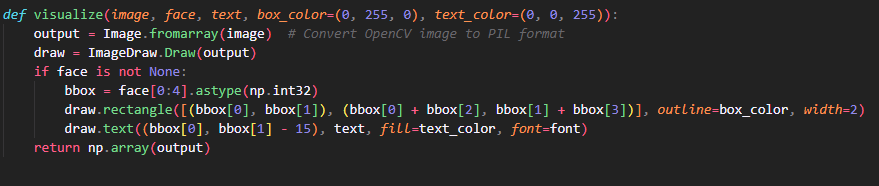 def visualize(image, face, text, box_color=(0, 255, 0), text_color=(0, 0, 255)):
    output = Image.fromarray(image)  # Convert OpenCV image to PIL format
    draw = ImageDraw.Draw(output)
    if face is not None:
        bbox = face[0:4].astype(np.int32)
        draw.rectangle([(bbox[0], bbox[1]), (bbox[0] + bbox[2], bbox[1] + bbox[3])], outline=box_color, width=2)
        draw.text((bbox[0], bbox[1] - 15), text, fill=text_color, font=font)
    return np.array(output)